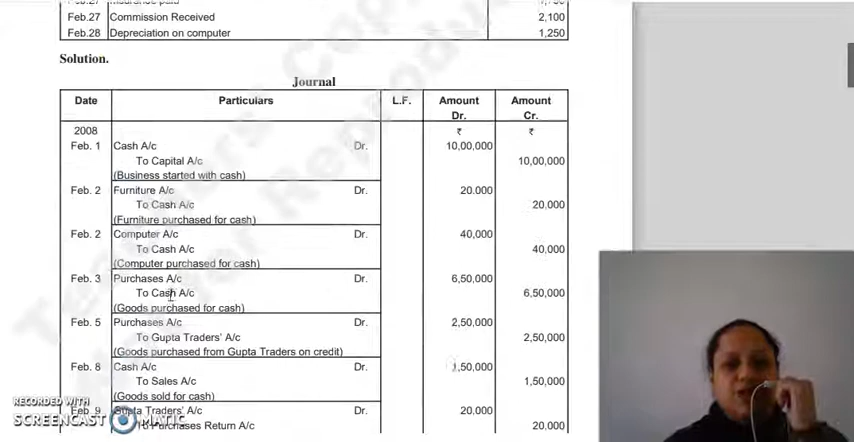 Feb.27 Insurance paid 1,750
Feb.27 Commission Received 2,100
Feb.28 Depreciation on computer 1,250
Solution.
Journal
Date Particulars L.F. Amount Dr. Amount Cr.
2008 ₹ ₹
Feb. 1 Cash A/c Dr. 10,00,000
To Capital A/c 10,00,000
(Business started with cash)
Feb. 2 Furniture A/c Dr. 20.000
To Cash A/c 20,000
(Furniture purchased for cash)
Feb. 2 Computer A/c Dr. 40,000
To Cash A/c 40,000
(Computer purchased for cash)
Feb. 3 Purchases A/c Dr. 6,50,000
To Cash A/c 6,50,000
(Goods purchased for cash)
Feb. 5 Purchases A/c Dr. 2,50,000
To Gupta Traders' A/c 2,50,000
(Goods purchased from Gupta Traders on credit)
Feb. 8 Cash A/c Dr. 1,50,000
To Sales A/c 1,50,000
(Goods sold for cash)
Feb. 9 Gupta Traders' A/c Dr. 20,000
To Purchases Return A/c 20.000
RECORDED WITH
SCREENCAST MATIC